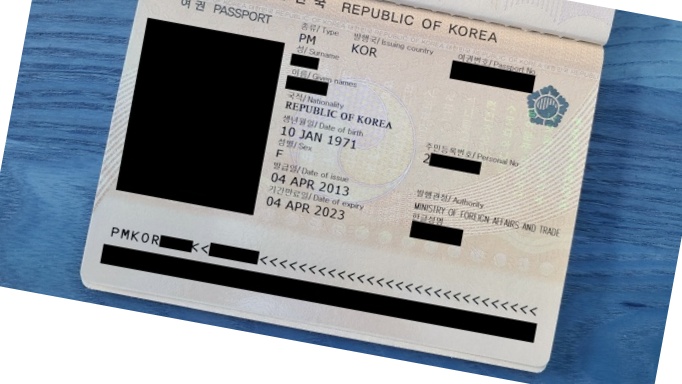 한국 REPUBLIC OF KOREA
여권 PASSPORT
종류/ Type 발행국/ Issuing country 여권번호/ Passport No.
PM KOR
성/ Surname
이름/ Given names
국적/ Nationality
REPUBLIC OF KOREA
생년월일/ Date of birth 주민등록번호/ Personal No.
10 JAN 1971 2
성별/ Sex
F
발급일/ Date of issue 발행관청/ Authority
04 APR 2013 MINISTRY OF FOREIGN AFFAIRS AND TRADE
기간만료일/ Date of expiry 한글성명
04 APR 2023
PMKOR <<  <<<<<<<<<<<<<<<<<<<<<<<<<<<